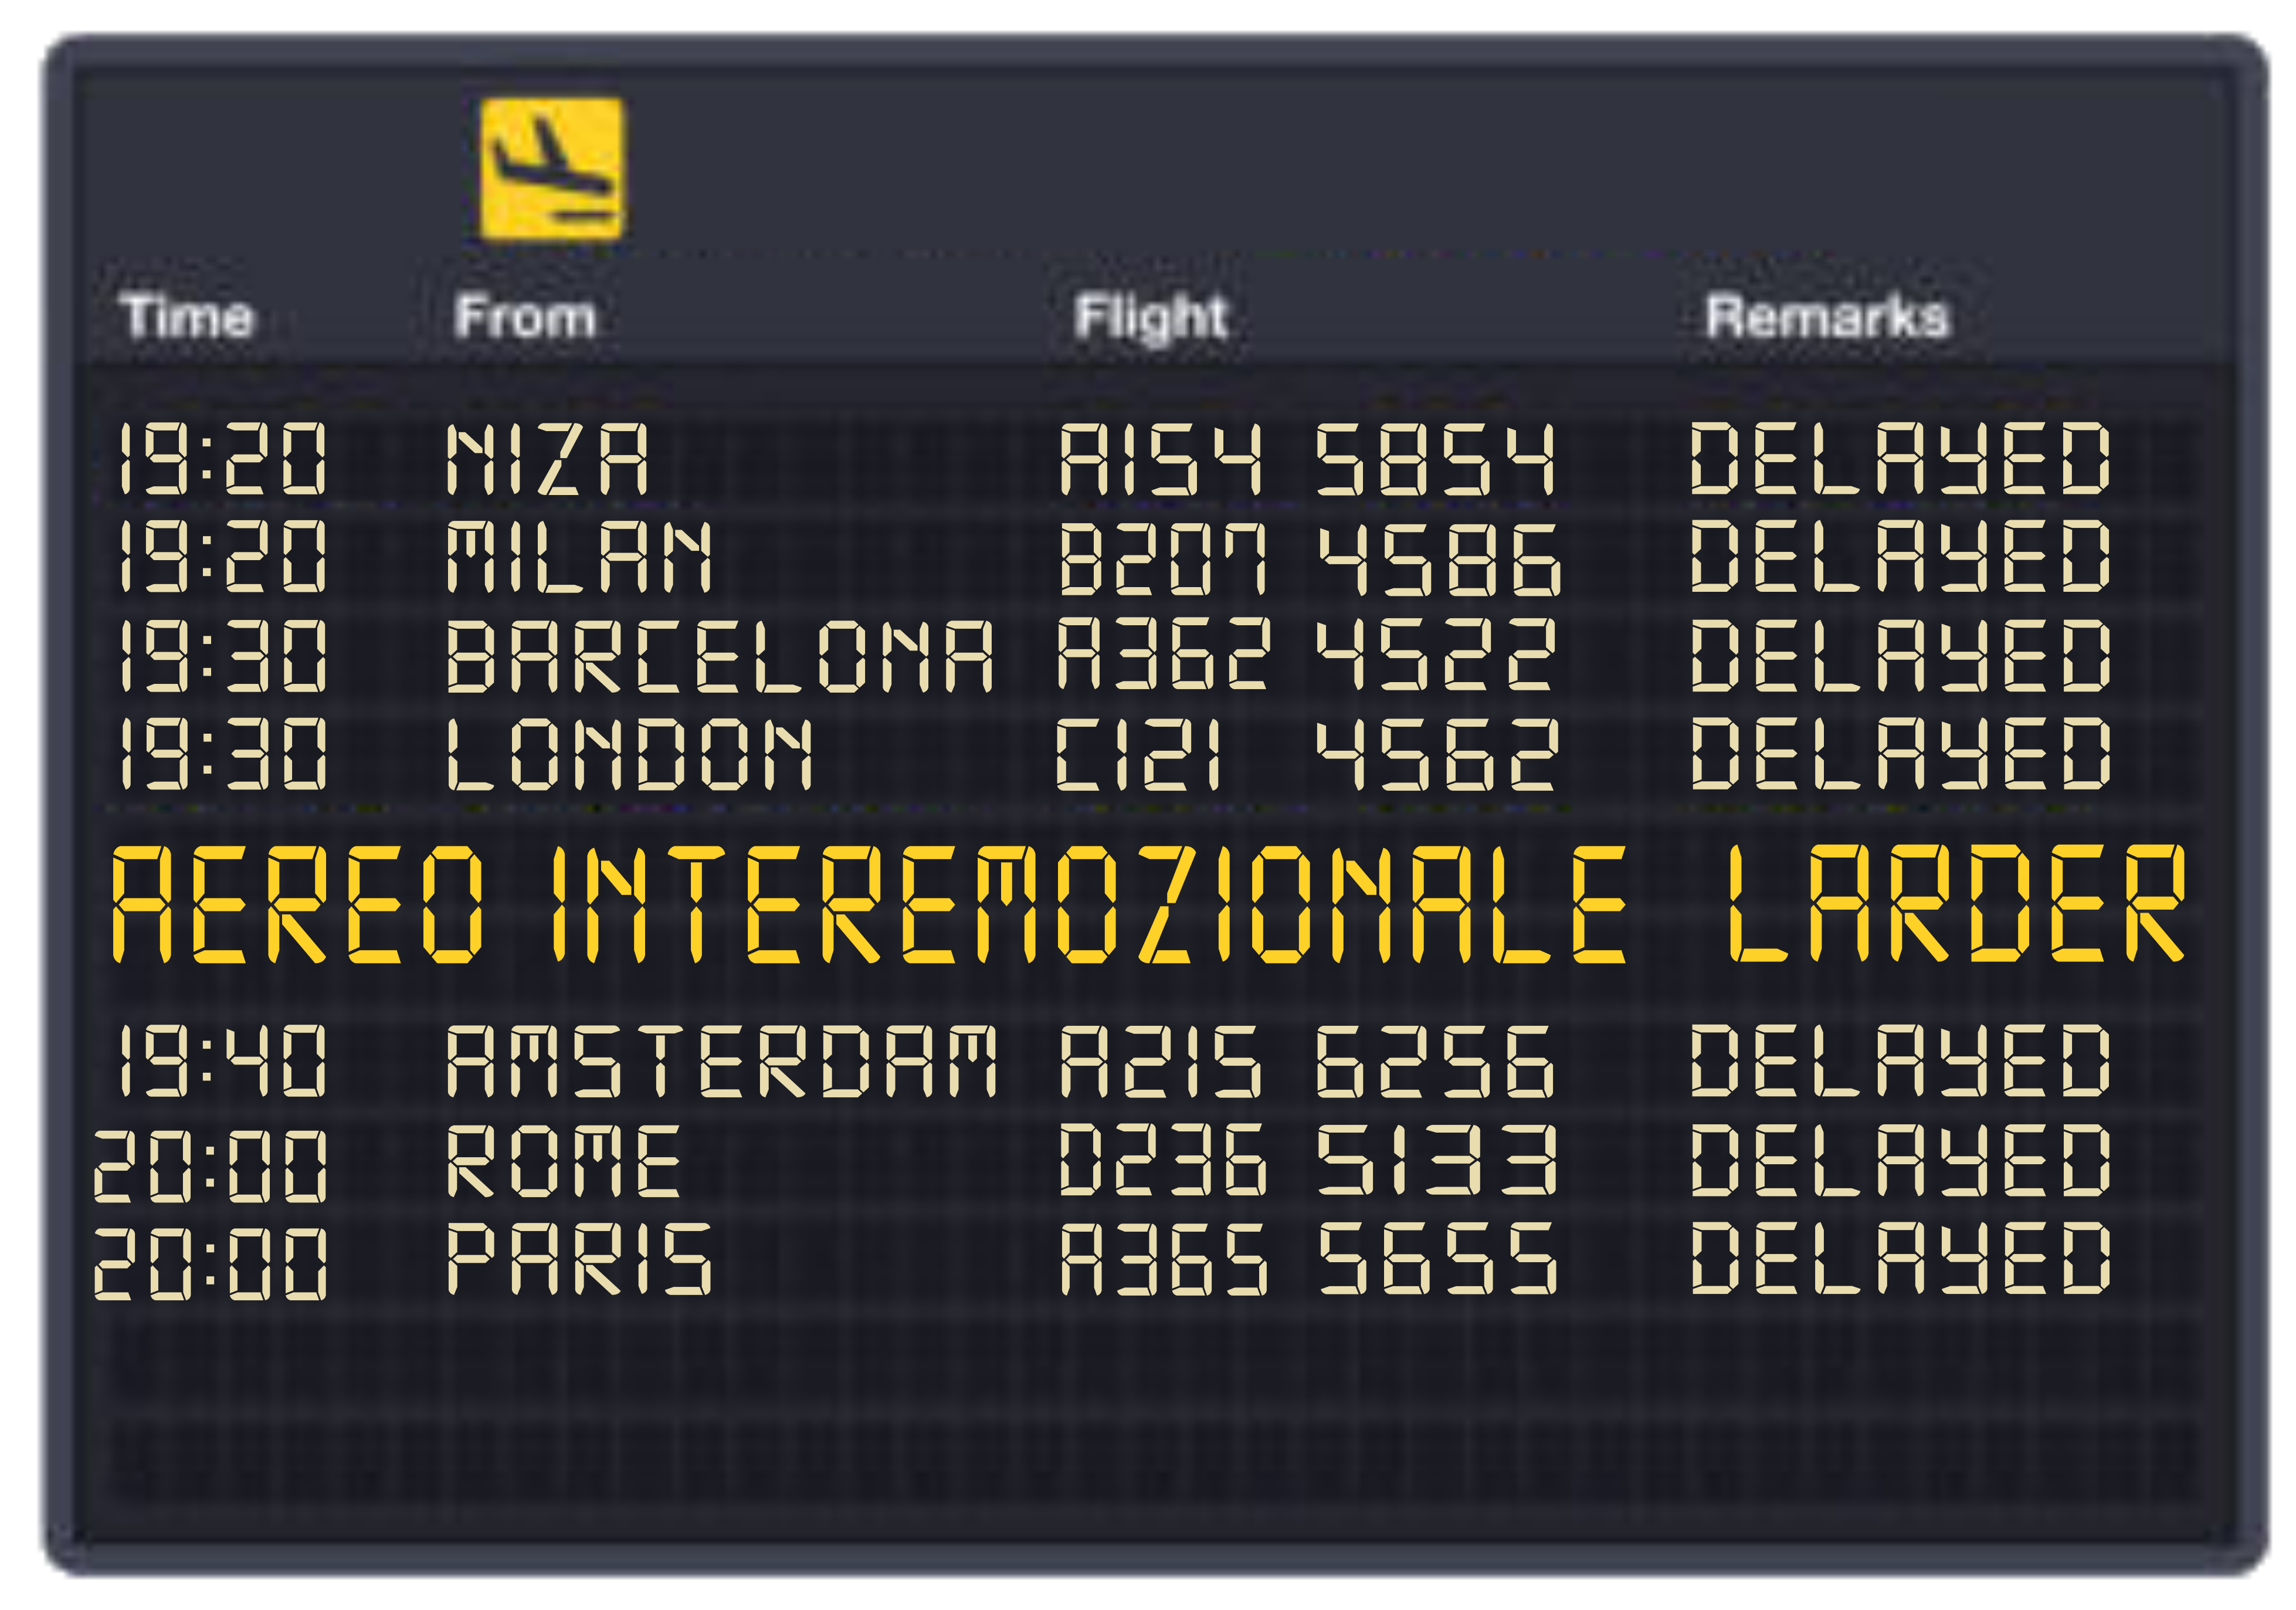 Time From Flight Remarks
19:20 NIZA A154 5854 DELAYED
19:20 MILAN B207 4586 DELAYED
19:30 BARCELONA A362 4522 DELAYED
19:30 LONDON C121 4562 DELAYED
AEREO INTEREMOZIONALE LARDER
19:40 AMSTERDAM A215 6256 DELAYED
20:00 ROME D236 5133 DELAYED
20:00 PARIS A365 5655 DELAYED